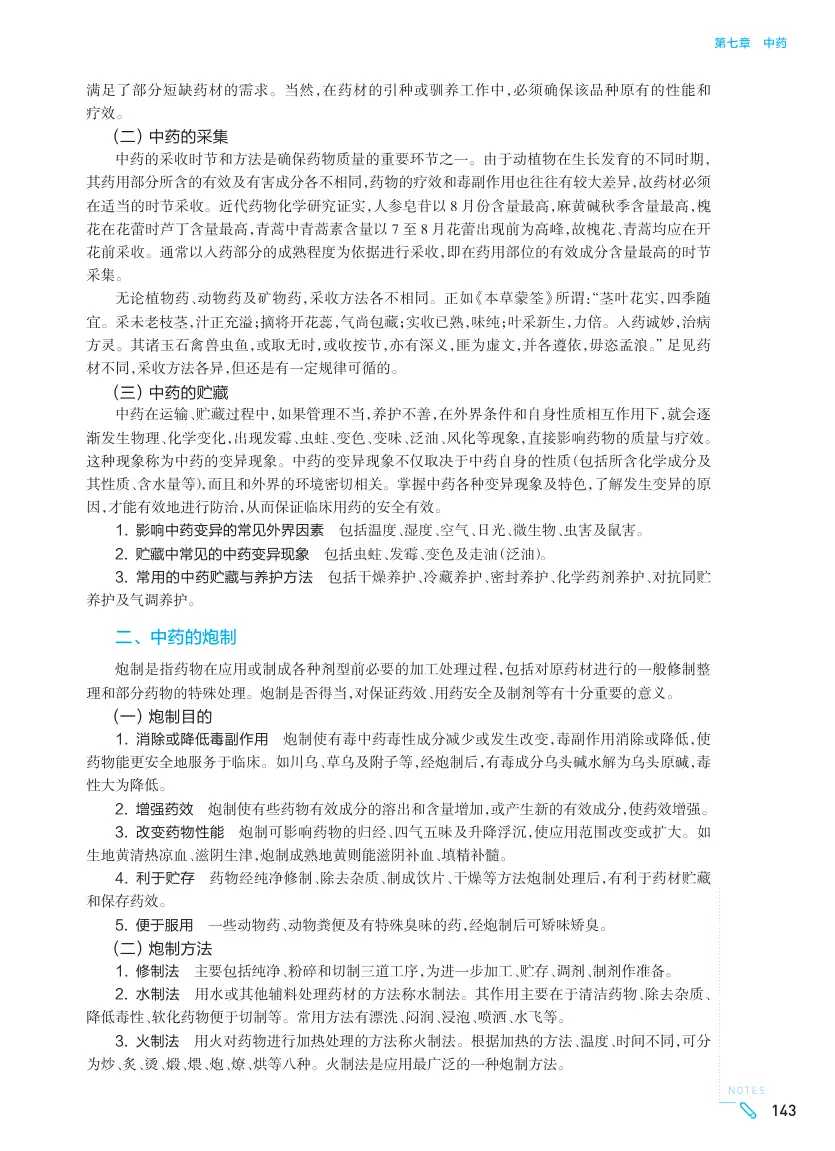 第七章　中药
满足了部分短缺药材的需求。当然,在药材的引种或驯养工作中,必须确保该品种原有的性能和
疗效。
(二) 中药的采集
中药的采收时节和方法是确保药物质量的重要环节之一。由于动植物在生长发育的不同时期,
其药用部分所含的有效及有害成分各不相同,药物的疗效和毒副作用也往往有较大差异,故药材必须
在适当的时节采收。近代药物化学研究证实,人参皂苷以 8 月份含量最高,麻黄碱秋季含量最高,槐
花在花蕾时芦丁含量最高,青蒿中青蒿素含量以 7 至 8 月花蕾出现前为高峰,故槐花、青蒿均应在开
花前采收。通常以入药部分的成熟程度为依据进行采收,即在药用部位的有效成分含量最高的时节
采集。
无论植物药、动物药及矿物药,采收方法各不相同。正如《本草蒙筌》所谓:“茎叶花实,四季随
宜。采未老枝茎,汁正充溢;摘将开花蕊,气尚包藏;实收已熟,味纯;叶采新生,力倍。入药诚妙,治病
方灵。其诸玉石禽兽虫鱼,或取无时,或收按节,亦有深义,匪为虚文,并各遵依,毋恣孟浪。” 足见药
材不同,采收方法各异,但还是有一定规律可循的。
(三) 中药的贮藏
中药在运输、贮藏过程中,如果管理不当,养护不善,在外界条件和自身性质相互作用下,就会逐
渐发生物理、化学变化,出现发霉、虫蛀、变色、变味、泛油、风化等现象,直接影响药物的质量与疗效。
这种现象称为中药的变异现象。中药的变异现象不仅取决于中药自身的性质(包括所含化学成分及
其性质、含水量等),而且和外界的环境密切相关。掌握中药各种变异现象及特色,了解发生变异的原
因,才能有效地进行防治,从而保证临床用药的安全有效。
1. 影响中药变异的常见外界因素　包括温度、湿度、空气、日光、微生物、虫害及鼠害。
2. 贮藏中常见的中药变异现象　包括虫蛀、发霉、变色及走油(泛油)。
3. 常用的中药贮藏与养护方法　包括干燥养护、冷藏养护、密封养护、化学药剂养护、对抗同贮
养护及气调养护。
二、中药的炮制
炮制是指药物在应用或制成各种剂型前必要的加工处理过程,包括对原药材进行的一般修制整
理和部分药物的特殊处理。炮制是否得当,对保证药效、用药安全及制剂等有十分重要的意义。
(一) 炮制目的
1. 消除或降低毒副作用　炮制使有毒中药毒性成分减少或发生改变,毒副作用消除或降低,使
药物能更安全地服务于临床。如川乌、草乌及附子等,经炮制后,有毒成分乌头碱水解为乌头原碱,毒
性大为降低。
2. 增强药效　炮制使有些药物有效成分的溶出和含量增加,或产生新的有效成分,使药效增强。
3. 改变药物性能　炮制可影响药物的归经、四气五味及升降浮沉,使应用范围改变或扩大。如
生地黄清热凉血、滋阴生津,炮制成熟地黄则能滋阴补血、填精补髓。
4. 利于贮存　药物经纯净修制、除去杂质、制成饮片、干燥等方法炮制处理后,有利于药材贮藏
和保存药效。
5. 便于服用　一些动物药、动物粪便及有特殊臭味的药,经炮制后可矫味矫臭。
(二) 炮制方法
1. 修制法　主要包括纯净、粉碎和切制三道工序,为进一步加工、贮存、调剂、制剂作准备。
2. 水制法　用水或其他辅料处理药材的方法称水制法。其作用主要在于清洁药物、除去杂质、
降低毒性、软化药物便于切制等。常用方法有漂洗、闷润、浸泡、喷洒、水飞等。
3. 火制法　用火对药物进行加热处理的方法称火制法。根据加热的方法、温度、时间不同,可分
为炒、炙、烫、煅、煨、炮、燎、烘等八种。火制法是应用最广泛的一种炮制方法。
NOTES
143